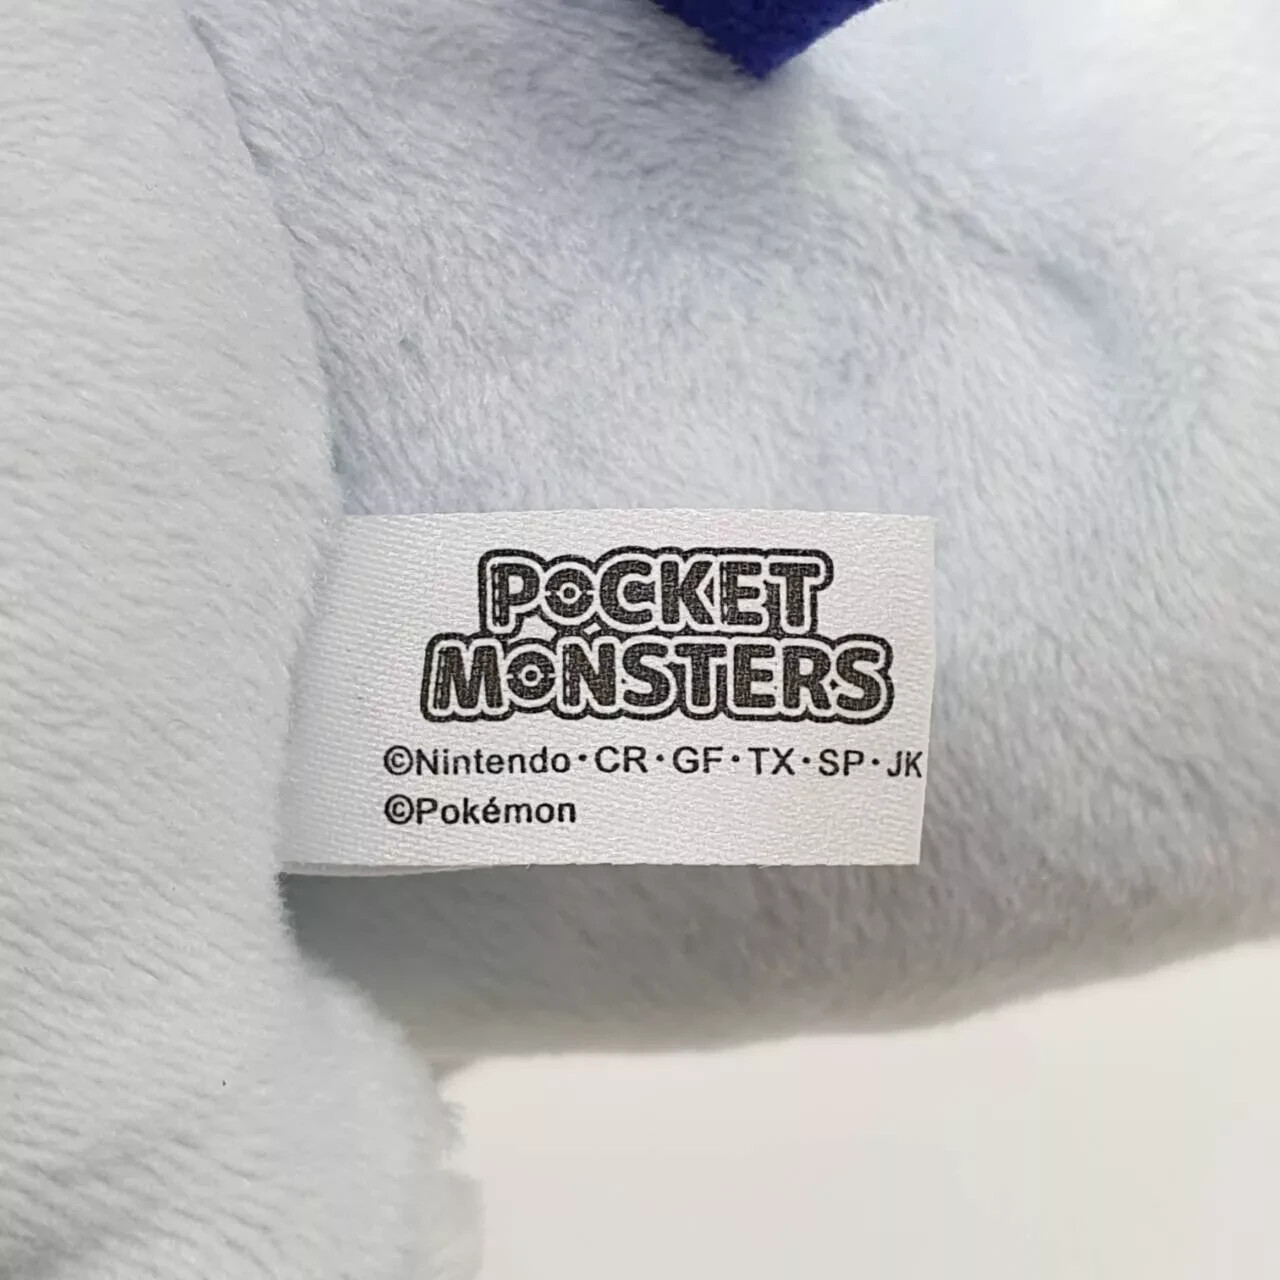 POCKET
MONSTERS
©Nintendo・CR・GF・TX・SP・JK
©Pokémon